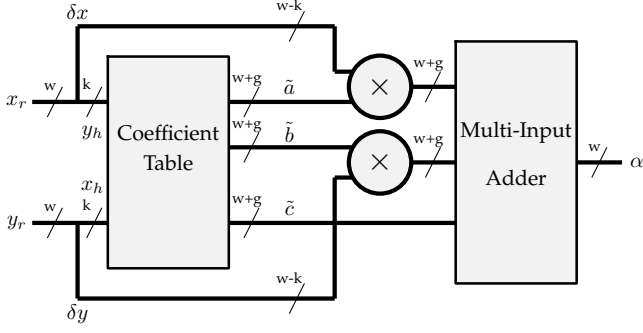 δx
w-k
w+g
w+g
x_r
w
k
ã
×
y_h
w+g
Coefficient
Table
b̃
Multi-Input
Adder
w+g
×
w
α
x_h
w+g
y_r
w
k
c̃
w-k
δy